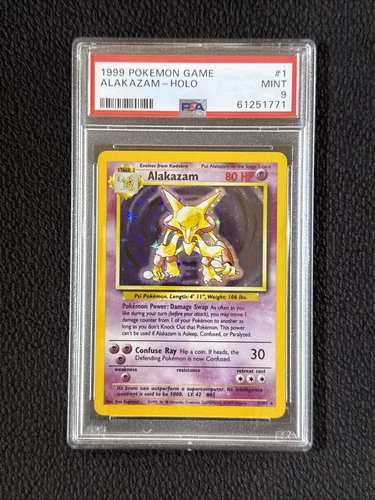 1999 POKEMON GAME #1
ALAKAZAM - HOLO MINT
9
PSA 61251771
Evolves from Kadabra Put Alakazam on the Stage 1 card
STAGE 2
Alakazam 80 HP
Psi Pokémon. Length: 4' 11", Weight: 106 lbs.
Pokémon Power: Damage Swap As often as you
like during your turn (before your attack), you may move 1
damage counter from 1 of your Pokémon to another as
long as you don't Knock Out that Pokémon. This power
can't be used if Alakazam is Asleep, Confused, or Paralyzed.
Confuse Ray Flip a coin. If heads, the
Defending Pokémon is now Confused.
30
weakness resistance retreat cost
Its brain can outperform a supercomputer. Its intelligence
quotient is said to be 5000. LV. 42 #65
Illus. Ken Sugimori